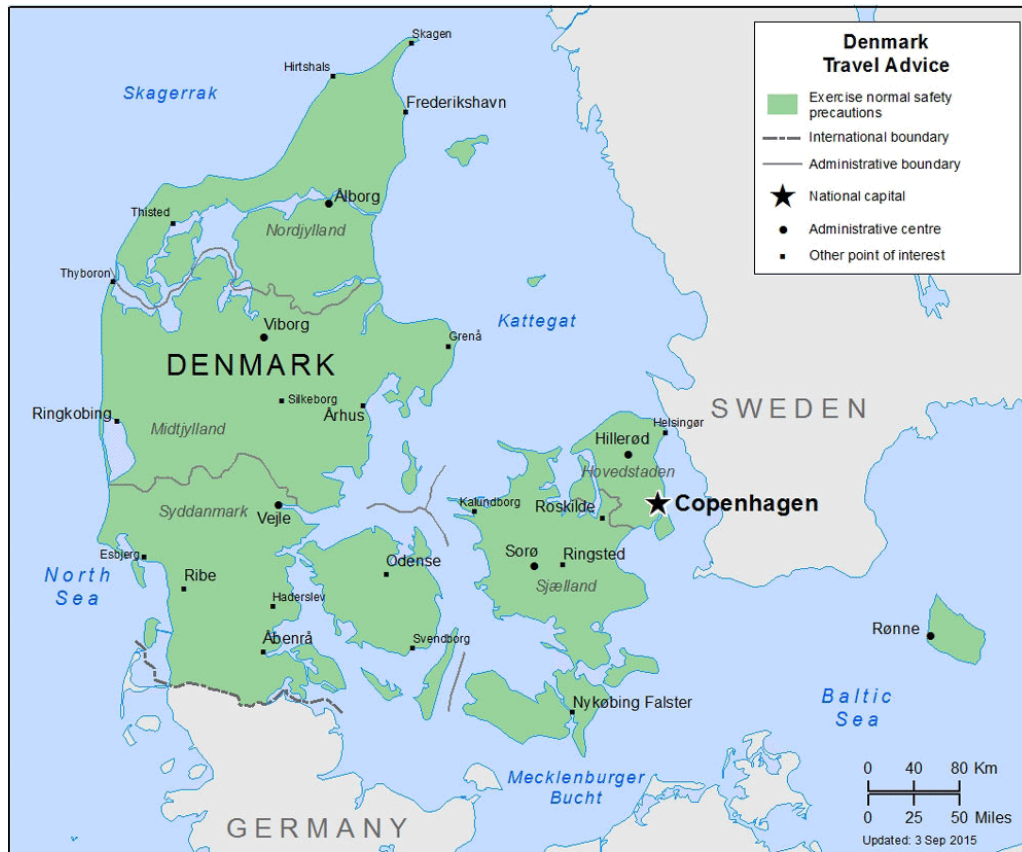 Denmark
Travel Advice
Exercise normal safety
precautions
International boundary
Administrative boundary
National capital
Administrative centre
Other point of interest
Skagen
Hirtshals
Skagerrak
Frederikshavn
Ålborg
Thisted
Nordjylland
Thyboron
Kattegat
Viborg
Grenå
DENMARK
Silkeborg
Århus
SWEDEN
Ringkobing
Midtjylland
Helsingør
Hillerød
Hovedstaden
Kalundborg
Roskilde
Copenhagen
Syddanmark
Vejle
Esbjerg
Odense
Sorø
Ringsted
North
Sea
Ribe
Sjælland
Haderslev
Rønne
Svendborg
Åbenrå
Nykøbing Falster
Baltic
Sea
Mecklenburger
Bucht
GERMANY
0 40 80 Km
0 25 50 Miles
Updated: 3 Sep 2015